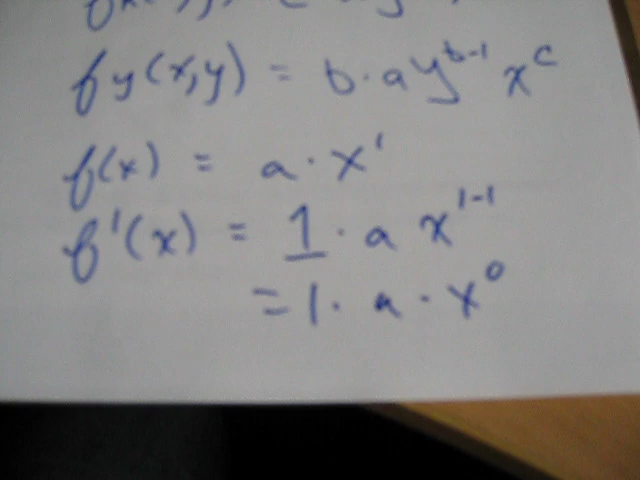 fy(x,y) = b·ay^b-1 x^c
f(x) = a·x^1
f'(x) = 1·a x^1-1
= 1·a·x^0